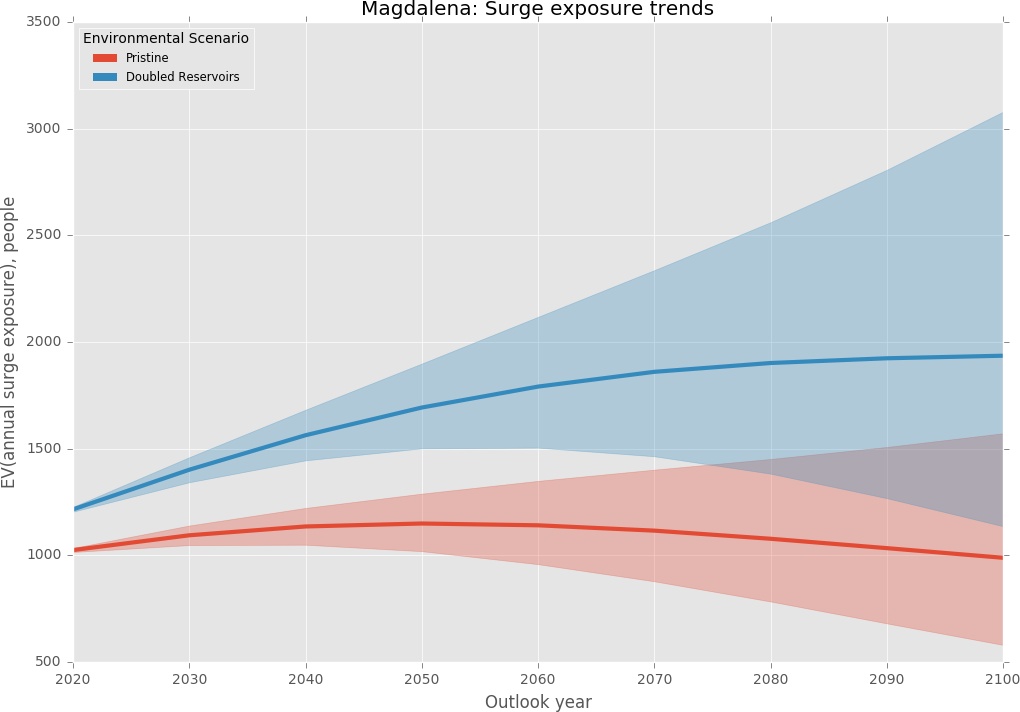 Magdalena: Surge exposure trends
Environmental Scenario
Pristine
Doubled Reservoirs
EV(annual surge exposure), people
3500
3000
2500
2000
1500
1000
500
2020 2030 2040 2050 2060 2070 2080 2090 2100
Outlook year